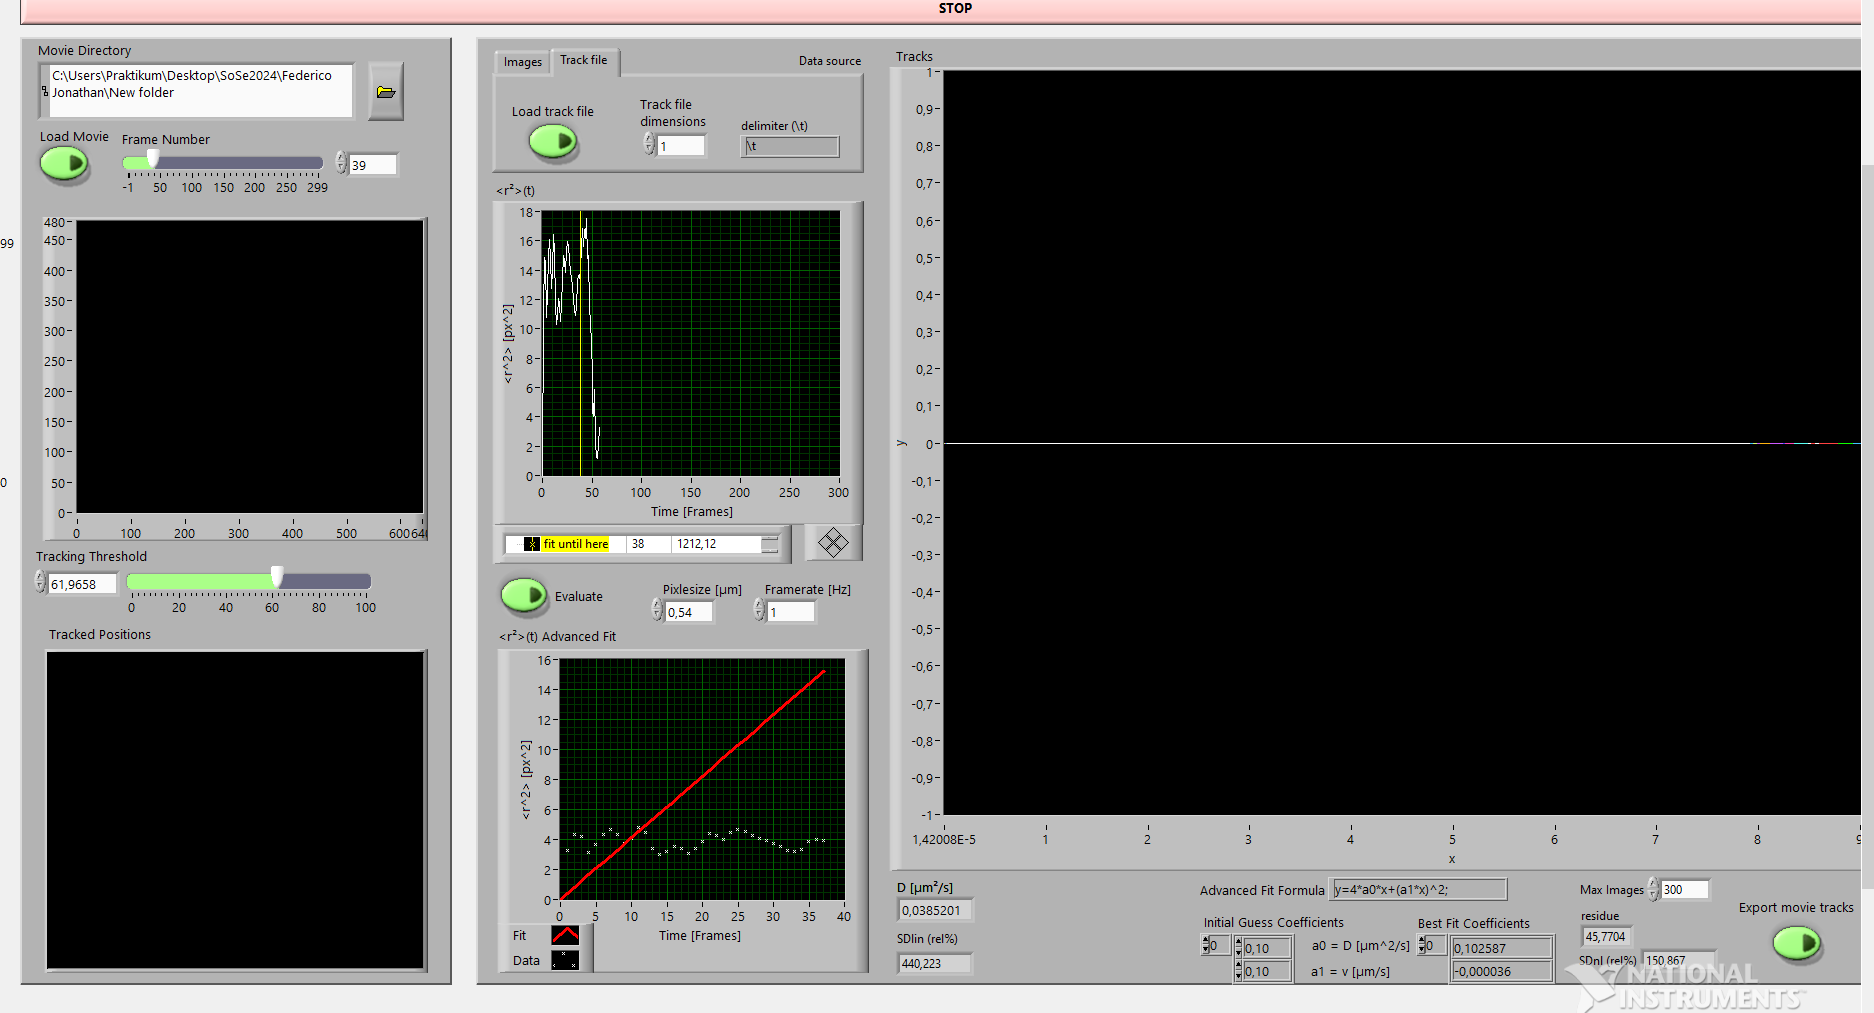 STOP
Movie Directory
C:\Users\Praktikum\Desktop\SoSe2024\Federico
Jonathan\New folder
Load Movie
Frame Number
39
-1 50 100 150 200 250 299
99
0
480
450
400
350
300
250
200
150
100
50
0
0 100 200 300 400 500 600 640
Tracking Threshold
61,9658
0 20 40 60 80 100
Tracked Positions
Images
Track file
Data source
Load track file
Track file
dimensions
1
delimiter (\t)
\t
<r²>(t)
18
16
14
12
10
8
6
4
2
0
<r^2> [px^2]
0 50 100 150 200 250 300
Time [Frames]
fit until here 38 1212,12
Evaluate
Pixlesize [µm]
0,54
Framerate [Hz]
1
<r²>(t) Advanced Fit
16
14
12
10
8
6
4
2
0
<r^2> [px^2]
0 5 10 15 20 25 30 35 40
Time [Frames]
Fit
Data
Tracks
1
0,9
0,8
0,7
0,6
0,5
0,4
0,3
0,2
0,1
0
-0,1
-0,2
-0,3
-0,4
-0,5
-0,6
-0,7
-0,8
-0,9
-1
y
1,42008E-5 1 2 3 4 5 6 7 8 9
x
D [µm²/s]
0,0385201
SDlin (rel%)
440,223
Advanced Fit Formula
y=4*a0*x+(a1*x)^2;
Initial Guess Coefficients
0
0,10
0,10
a0 = D [µm^2/s]
a1 = v [µm/s]
Best Fit Coefficients
0
0,102587
-0,000036
Max Images
300
residue
45,7704
SDnl (rel%)
150,867
Export movie tracks
NATIONAL
INSTRUMENTS